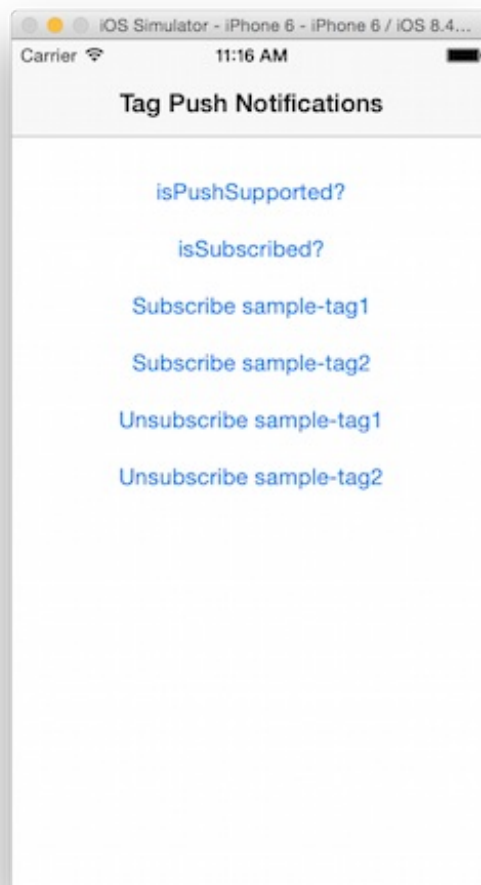 iOS Simulator - iPhone 6 - iPhone 6 / iOS 8.4...
Carrier 11:16 AM
Tag Push Notifications
isPushSupported?
isSubscribed?
Subscribe sample-tag1
Subscribe sample-tag2
Unsubscribe sample-tag1
Unsubscribe sample-tag2